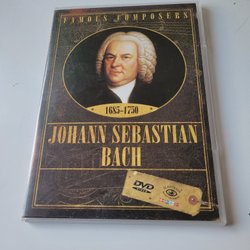 FAMOUS COMPOSERS
1685-1750
JOHANN SEBASTIAN
BACH
DVD